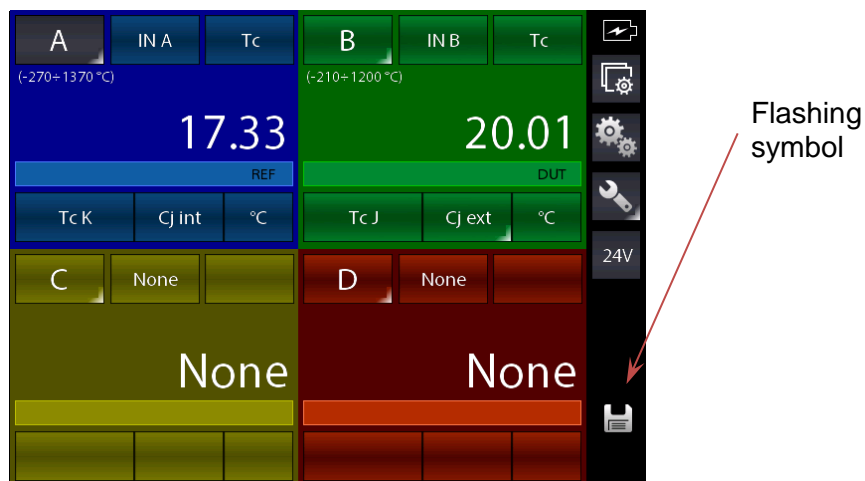 A IN A Tc
(-270÷1370 °C)
17.33
REF
Tc K Cj int °C
B IN B Tc
(-210÷1200 °C)
20.01
DUT
Tc J Cj ext °C
C None
None
D None
None
24V
Flashing
symbol